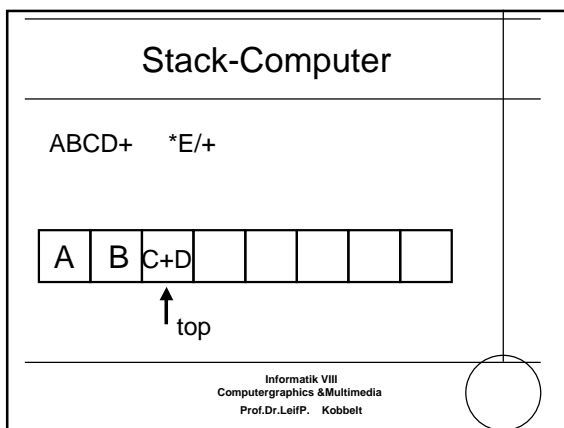 Stack-Computer
ABCD+ *E/+
A B C+D
top
Informatik VIII
Computergraphics &Multimedia
Prof.Dr.LeifP. Kobbelt